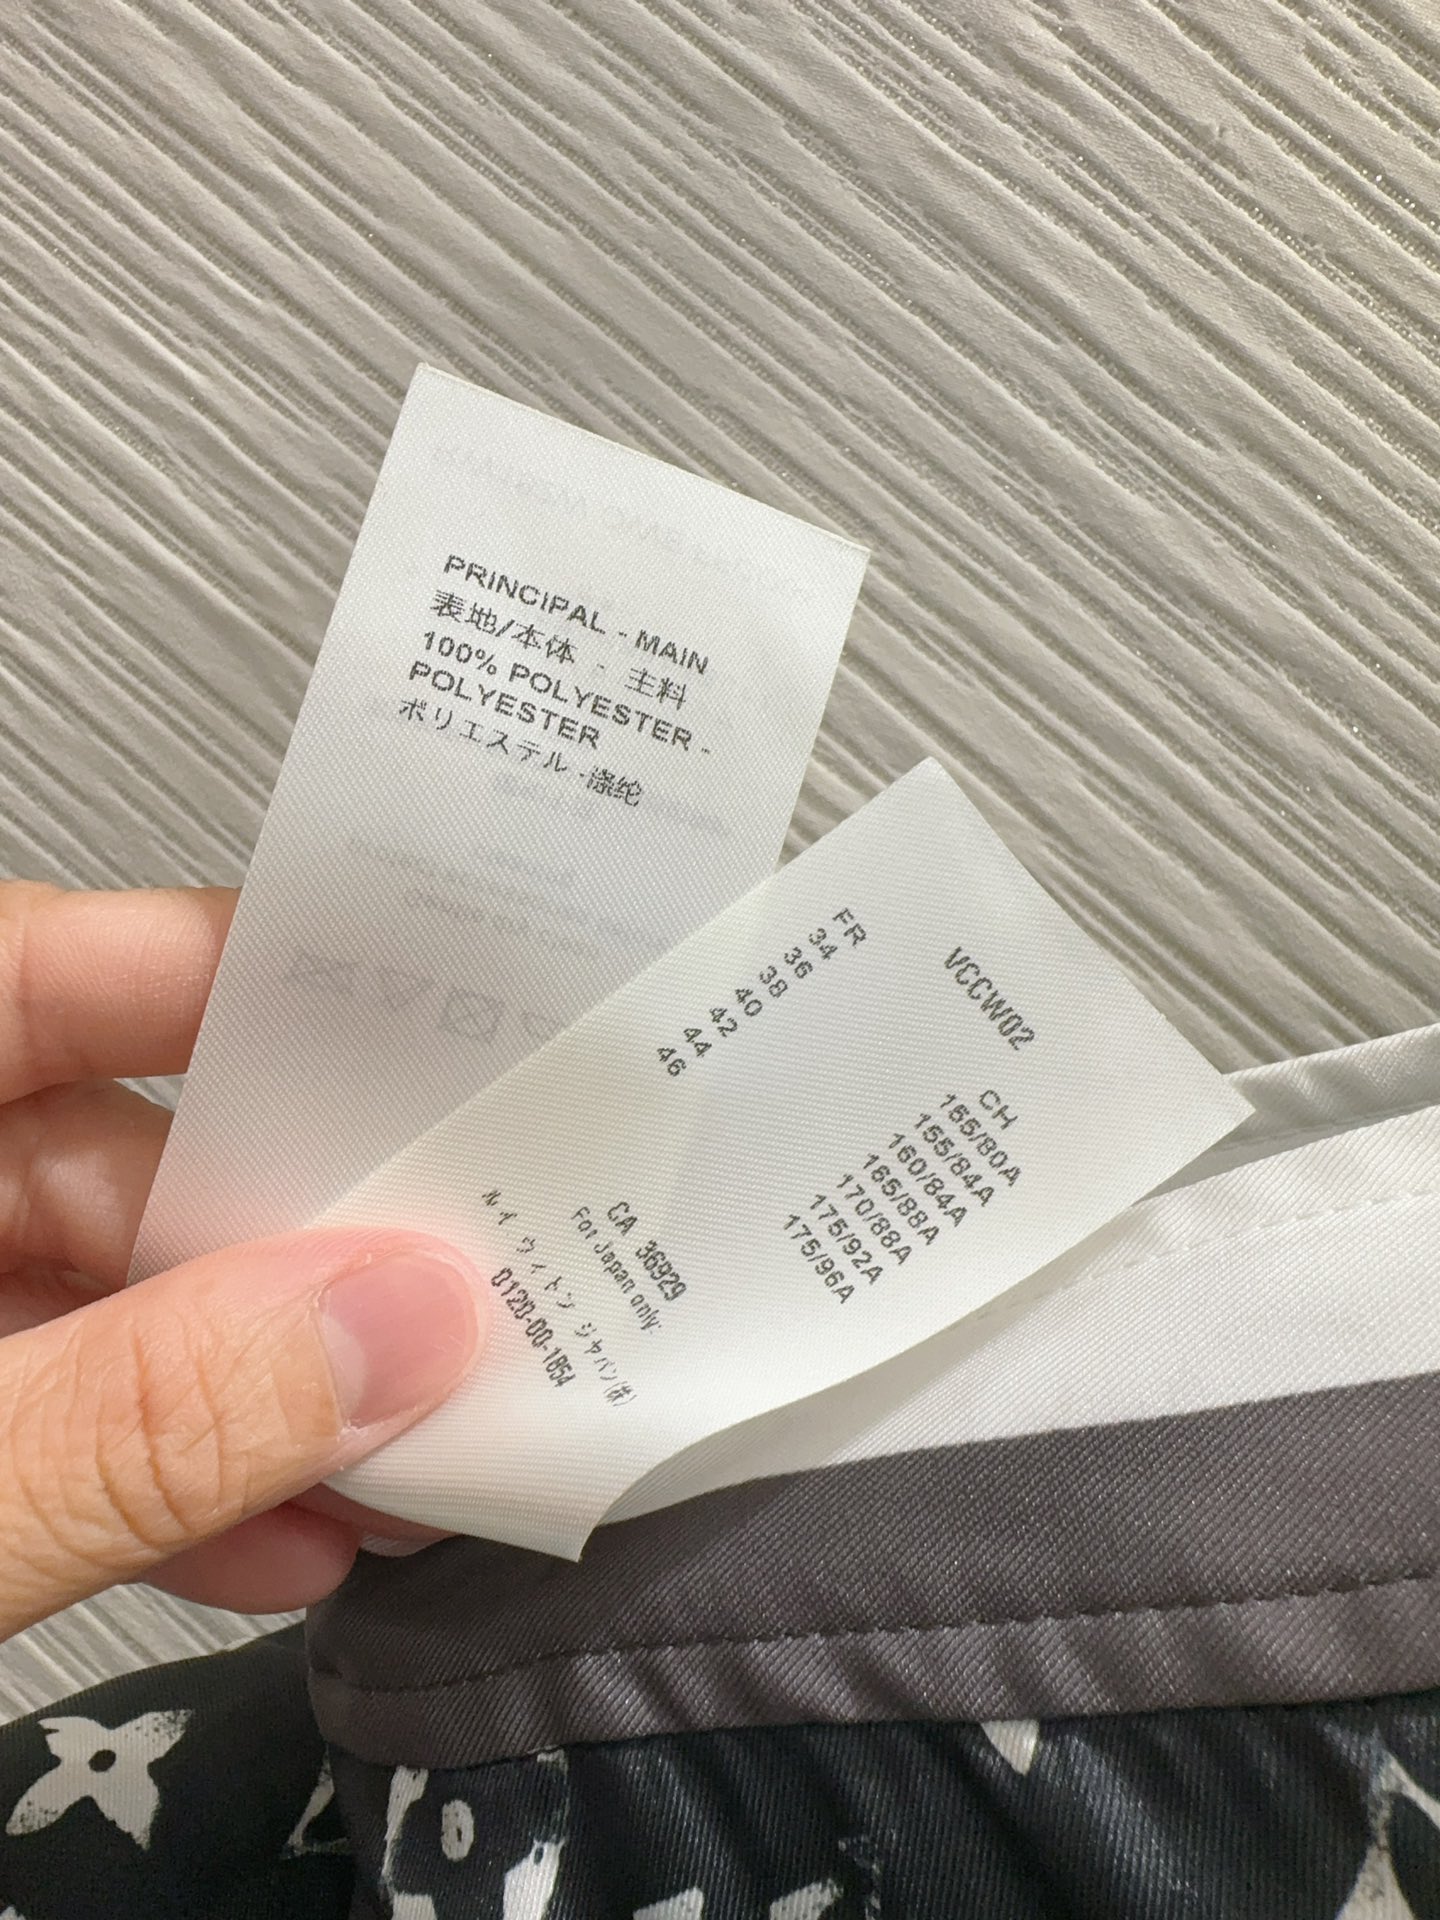 PRINCIPAL - MAIN
表地/本体 - 主料
100% POLYESTER -
POLYESTER
ポリエステル -涤纶
VCCW02
FR CH
34 155/80A
36 155/84A
38 160/84A
40 165/88A
42 170/88A
44 175/92A
46 175/96A
CA 36929
For Japan only:
ルイ ヴィトン ジャパン(株)
0120-00-1854